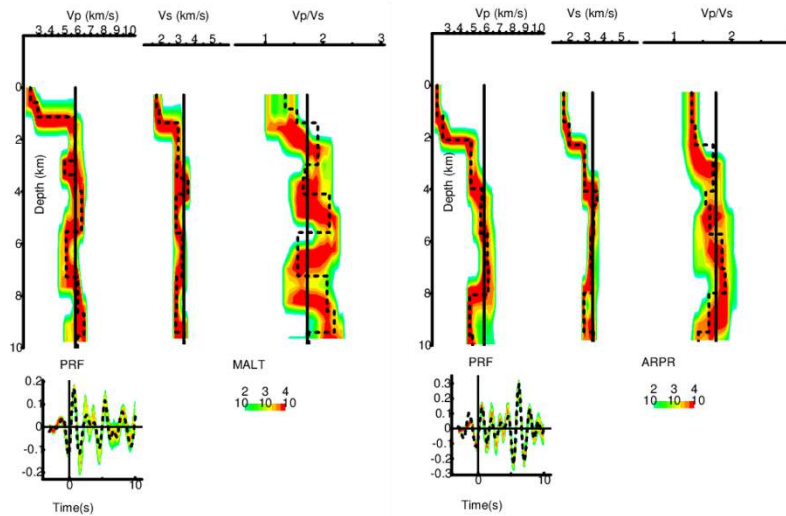 Vp (km/s)
Vs (km/s)
Vp/Vs
3 4 5 6 7 8 9 10
2 3 4 5
1 2 3
0
2
4
6
8
10
Depth (km)
PRF
MALT
2 3 4
10 10 10
0.2
0.1
0
-0.1
-0.2
0 10
Time(s)
Vp (km/s)
Vs (km/s)
Vp/Vs
3 4 5 6 7 8 9 10
2 3 4 5
1 2
0
2
4
6
8
10
Depth (km)
PRF
ARPR
2 3 4
10 10 10
0.3
0.2
0.1
0
-0.1
-0.2
-0.3
0 10
Time(s)